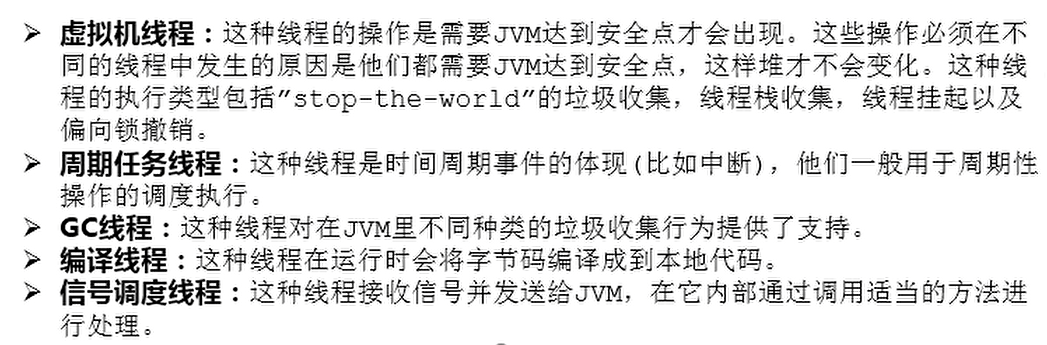 ➢ 虚拟机线程：这种线程的操作是需要JVM达到安全点才会出现。这些操作必须在不
同的线程中发生的原因是他们都需要JVM达到安全点，这样堆才不会变化。这种线
程的执行类型包括"stop-the-world"的垃圾收集，线程栈收集，线程挂起以及
偏向锁撤销。
➢ 周期任务线程：这种线程是时间周期事件的体现(比如中断)，他们一般用于周期性
操作的调度执行。
➢ GC线程：这种线程对在JVM里不同种类的垃圾收集行为提供了支持。
➢ 编译线程：这种线程在运行时会将字节码编译成到本地代码。
➢ 信号调度线程：这种线程接收信号并发送给JVM，在它内部通过调用适当的方法进
行处理。